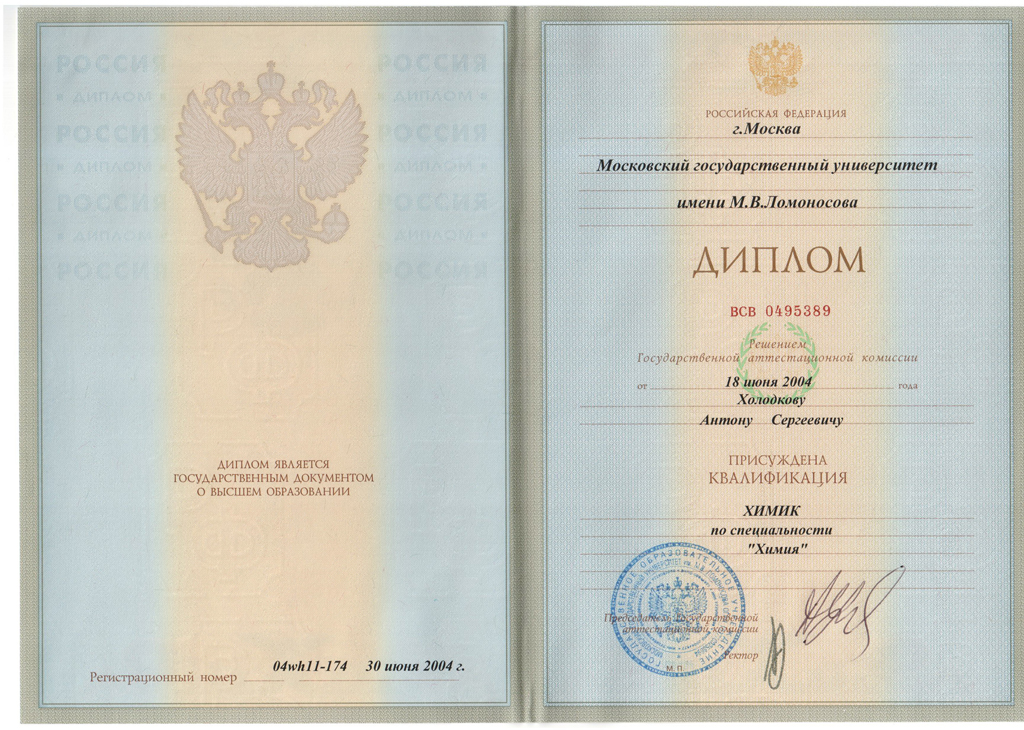 РОССИЯ РОССИЯ
ДИПЛОМ ДИПЛОМ
РОССИЯ РОССИЯ
ДИПЛОМ ДИПЛОМ
РОССИЯ РОССИЯ
ДИПЛОМ ДИПЛОМ
РОССИЯ РОССИЯ
ДИПЛОМ ЯВЛЯЕТСЯ
ГОСУДАРСТВЕННЫМ ДОКУМЕНТОМ
О ВЫСШЕМ ОБРАЗОВАНИИ
04wh11-174 30 июня 2004 г.
Регистрационный номер
РОССИЙСКАЯ ФЕДЕРАЦИЯ
г.Москва
Московский государственный университет
имени М.В.Ломоносова
ДИПЛОМ
ВСВ 0495389
Решением
Государственной аттестационной комиссии
от 18 июня 2004 года
Холодкову
Антону Сергеевичу
ПРИСУЖДЕНА
КВАЛИФИКАЦИЯ
ХИМИК
по специальности
"Химия"
Председатель Государственной
аттестационной комиссии
Ректор
М.П.
ГОСУДАРСТВЕННОЕ ОБРАЗОВАТЕЛЬНОЕ УЧРЕЖДЕНИЕ